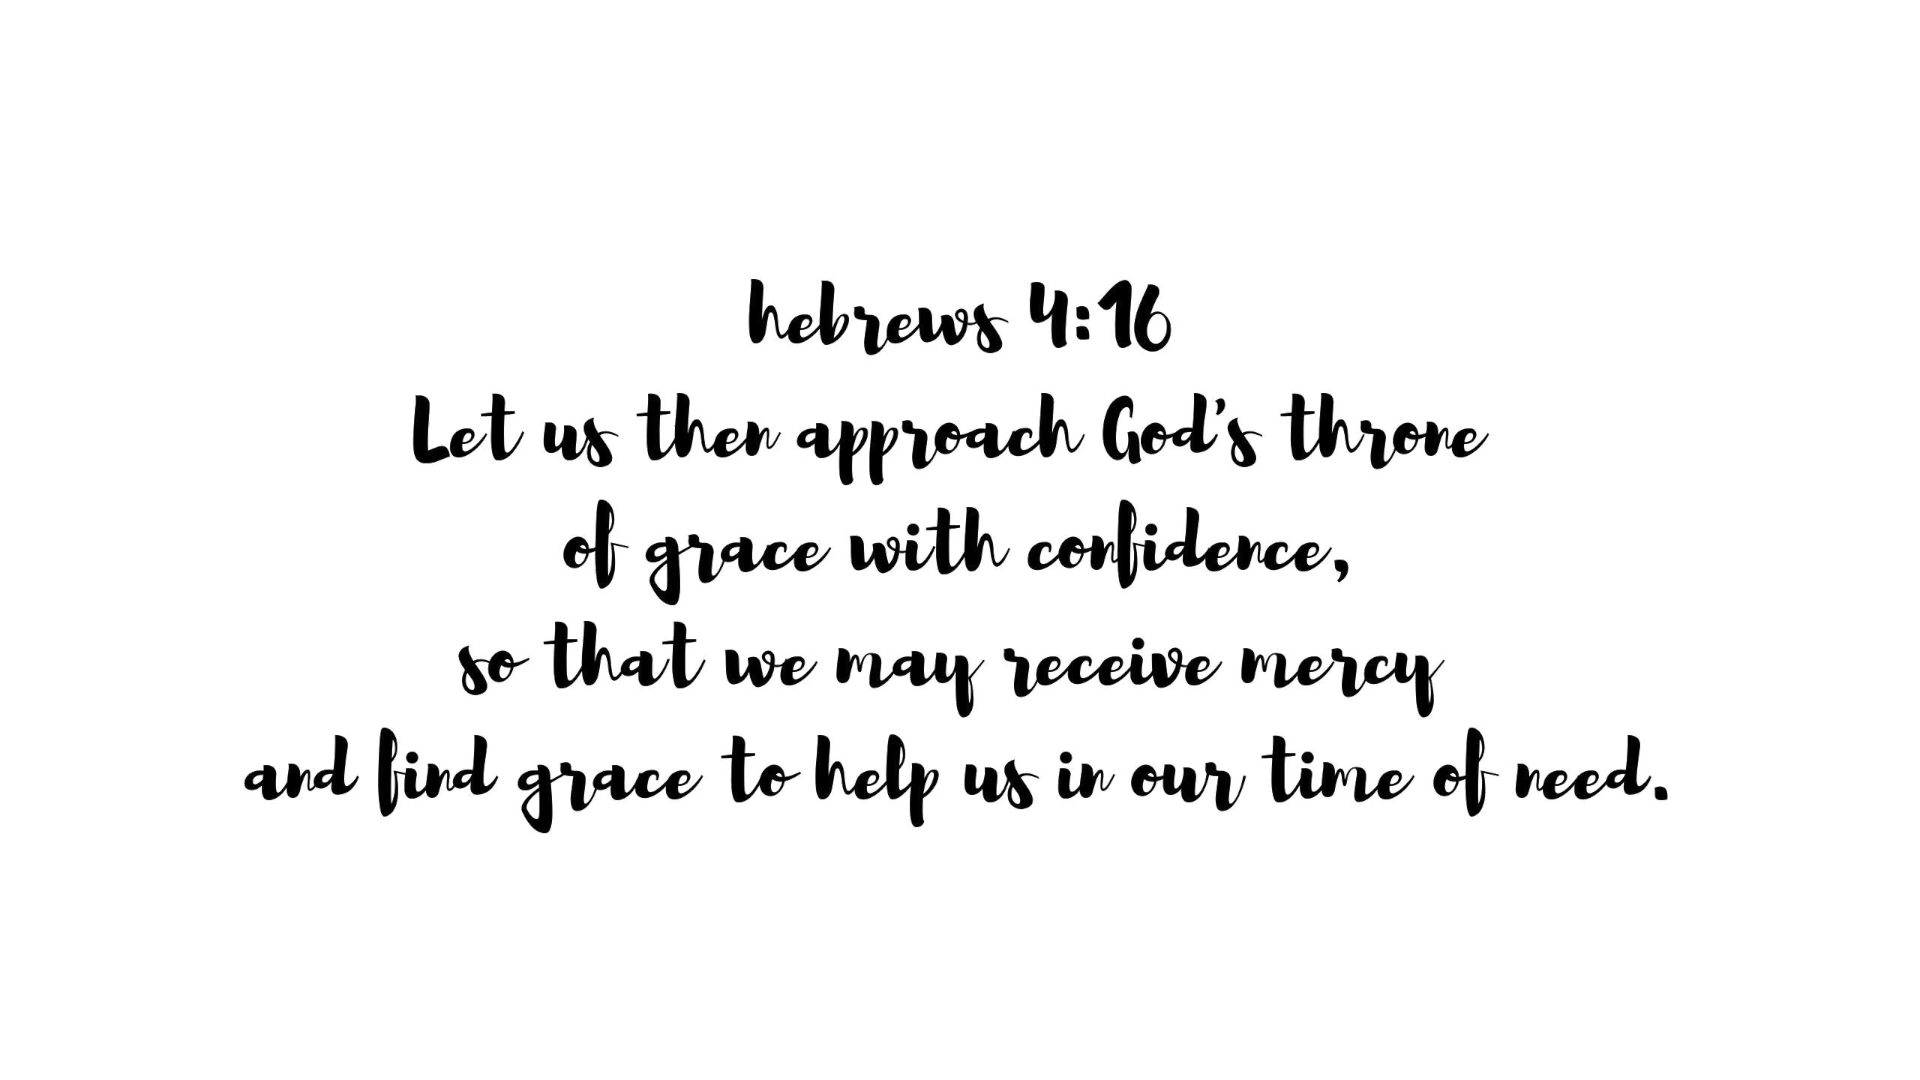 hebrews 4:16
Let us then approach God's throne
of grace with confidence,
so that we may receive mercy
and find grace to help us in our time of need.